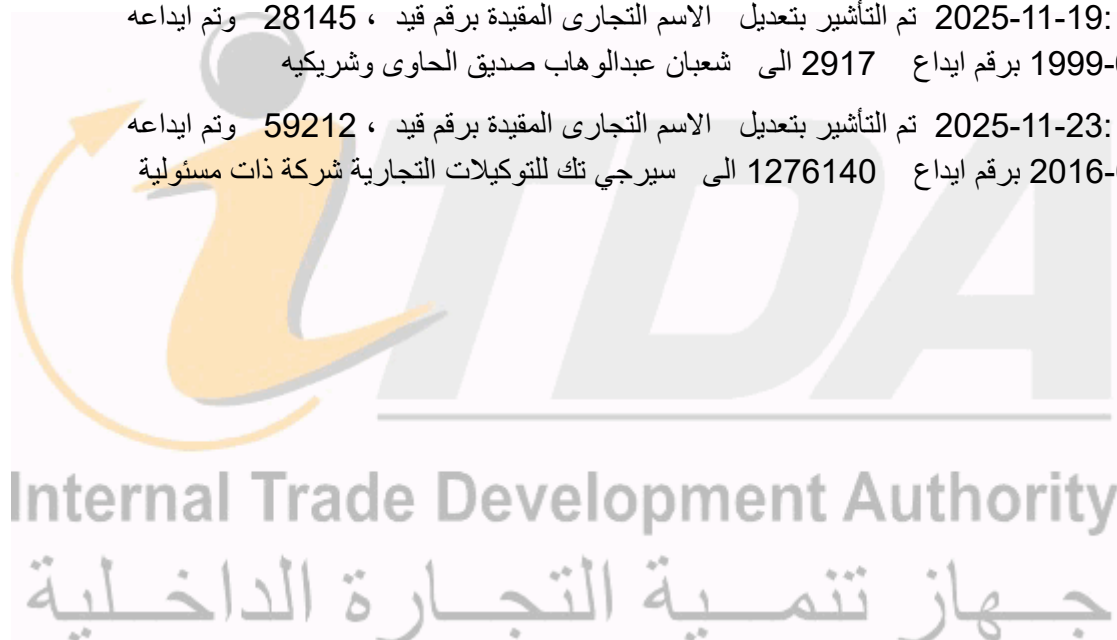 2025-11-19: تم التأشير بتعديل الاسم التجارى المقيدة برقم قيد ، 28145 وتم ايداعه
1999- برقم ايداع 2917 الى شعبان عبدالوهاب صديق الحاوى وشريكيه
2025-11-23: تم التأشير بتعديل الاسم التجارى المقيدة برقم قيد ، 59212 وتم ايداعه
2016- برقم ايداع 1276140 الى سيرجي تك للتوكيلات التجارية شركة ذات مسئولية
iTDA
Internal Trade Development Authority
جهاز تنمية التجارة الداخلية